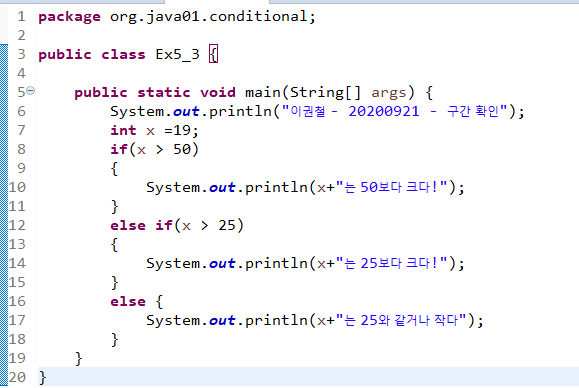 1 package org.java01.conditional;
2
3 public class Ex5_3 {
4
5     public static void main(String[] args) {
6         System.out.println("이권철 - 20200921 - 구간 확인");
7         int x =19;
8         if(x > 50)
9         {
10             System.out.println(x+"는 50보다 크다!");
11         }
12         else if(x > 25)
13         {
14             System.out.println(x+"는 25보다 크다!");
15         }
16         else {
17             System.out.println(x+"는 25와 같거나 작다");
18         }
19     }
20 }